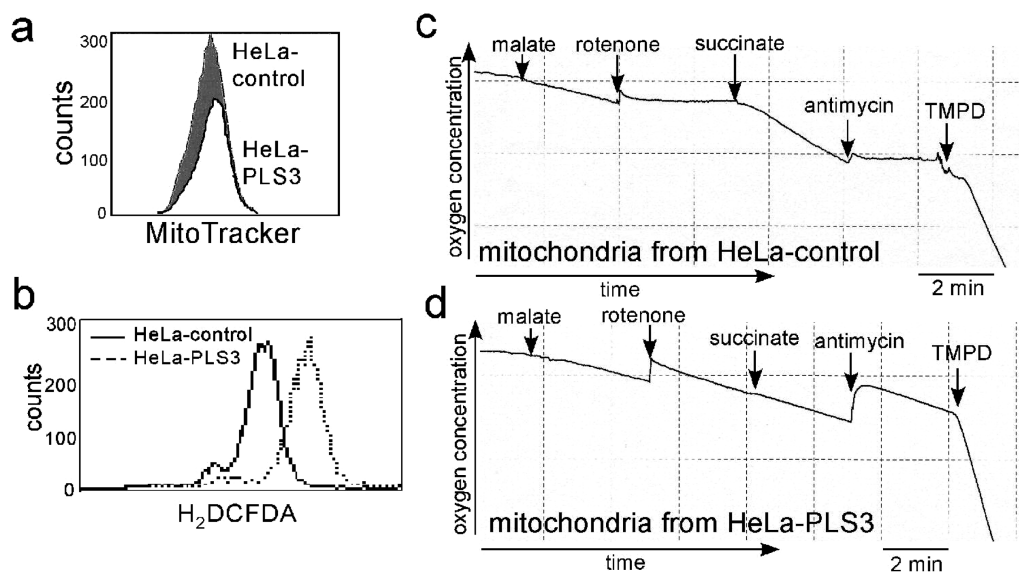 a
300
200
100
0
counts
HeLa-
control
HeLa-
PLS3
MitoTracker
b
300
200
100
0
counts
HeLa-control
HeLa-PLS3
H₂DCFDA
c
oxygen concentration
malate
rotenone
succinate
antimycin
TMPD
mitochondria from HeLa-control
time
2 min
d
oxygen concentration
malate
rotenone
succinate
antimycin
TMPD
mitochondria from HeLa-PLS3
time
2 min